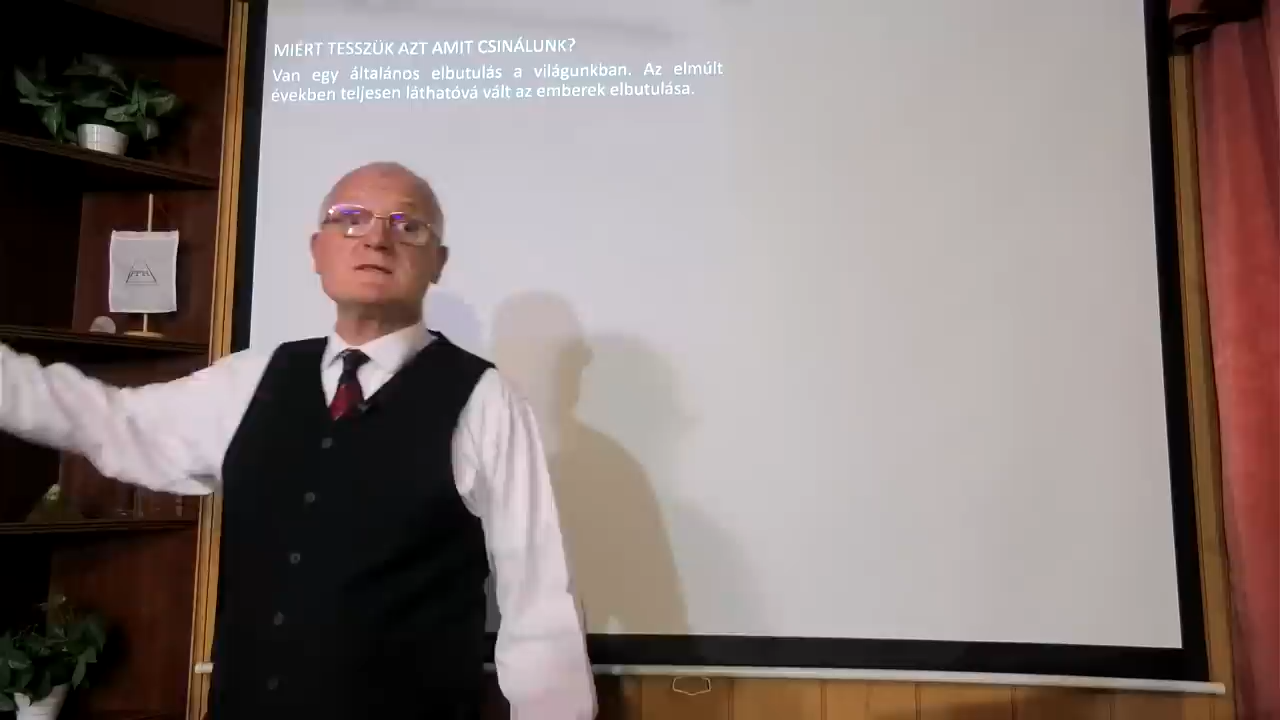 MIÉRT TESSZÜK AZT AMIT CSINÁLUNK?
Van egy általános elbutulás a világunkban. Az elmúlt
években teljesen láthatóvá vált az emberek elbutulása.